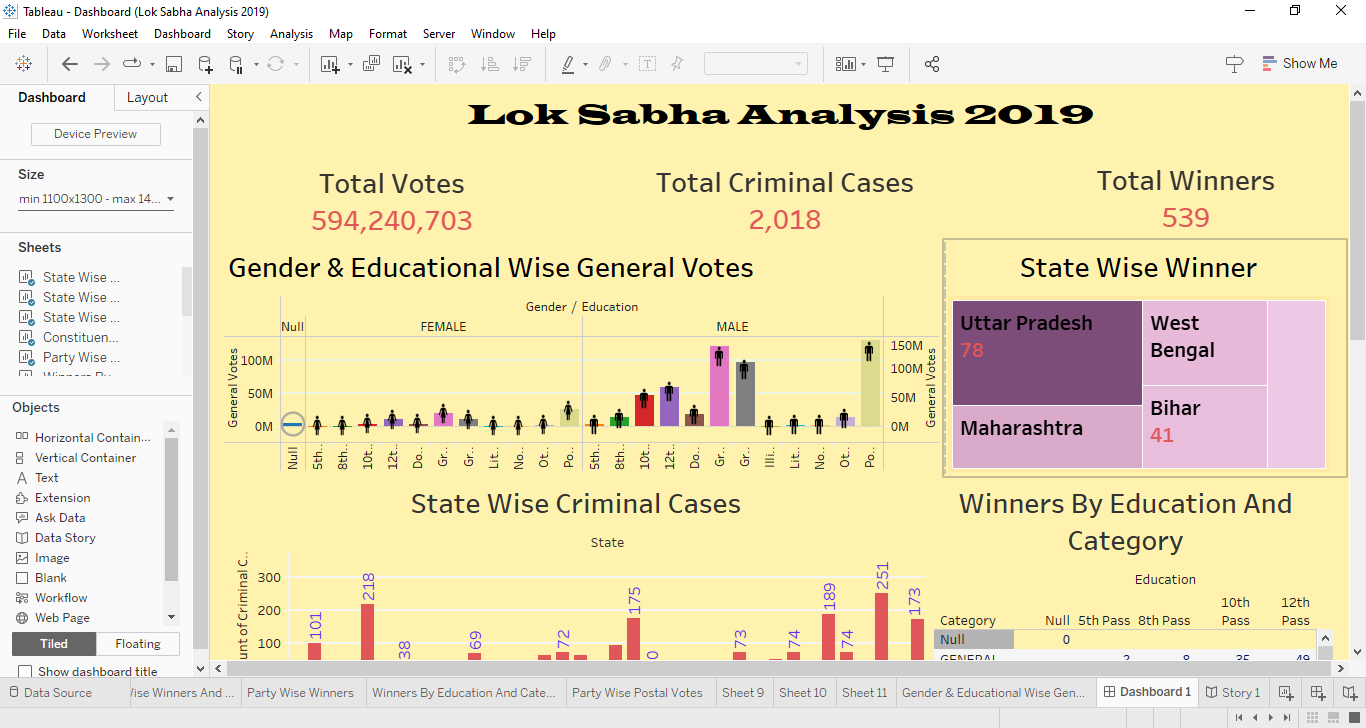 Tableau - Dashboard (Lok Sabha Analysis 2019)
File Data Worksheet Dashboard Story Analysis Map Format Server Window Help
Show Me
Dashboard Layout
Device Preview
Size
min 1100x1300 - max 14...
Sheets
State Wise ...
State Wise ...
State Wise ...
Constituen...
Party Wise ...
Objects
Horizontal Contain...
Vertical Container
Text
Extension
Ask Data
Data Story
Image
Blank
Workflow
Web Page
Tiled Floating
Show dashboard title
Lok Sabha Analysis 2019
Total Votes
594,240,703
Total Criminal Cases
2,018
Total Winners
539
Gender & Educational Wise General Votes
Gender / Education
Null FEMALE MALE
General Votes
100M
50M
0M
150M
100M
50M
0M
General Votes
Null 5th.. 8th.. 10t.. 12t.. Do.. Gr.. Gr.. Lit.. No.. Ot.. Po.. 5th.. 8th.. 10t.. 12t.. Do.. Gr.. Gr.. Illi.. Lit.. No.. Ot.. Po..
State Wise Winner
Uttar Pradesh
78
Maharashtra
West
Bengal
Bihar
41
State Wise Criminal Cases
State
unt of Criminal C..
300
200
100
101 218 38 69 72 175 0 73 74 189 74 251 173
Winners By Education And
Category
Education
Category Null 5th Pass 8th Pass 10th Pass 12th Pass
Null 0
GENERAL 2 8 35 49
Data Source Wise Winners And ... Party Wise Winners Winners By Education And Cate... Party Wise Postal Votes Sheet 9 Sheet 10 Sheet 11 Gender & Educational Wise Gen... Dashboard 1 Story 1